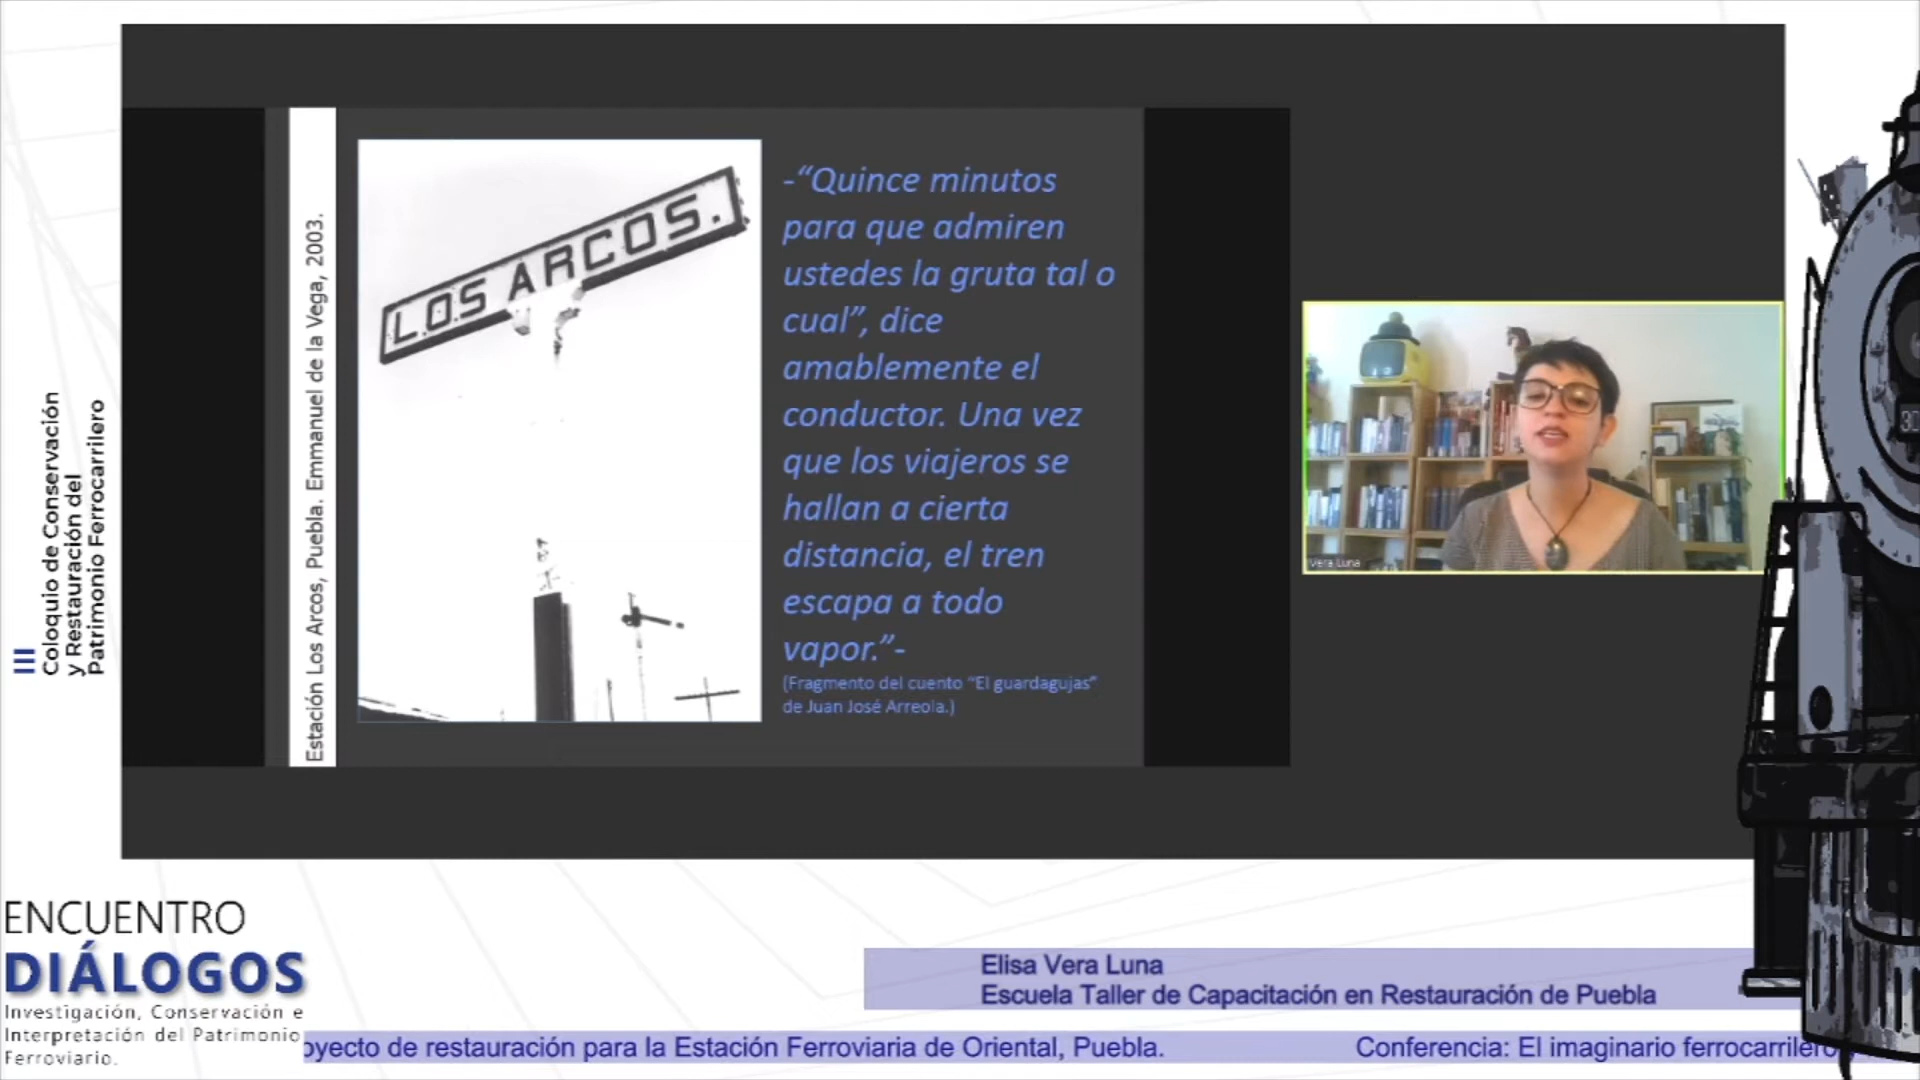 III
Coloquio de Conservación
y Restauración del
Patrimonio Ferrocarrilero
Estación Los Arcos, Puebla. Emmanuel de la Vega, 2003.
LOS ARCOS.
-“Quince minutos
para que admiren
ustedes la gruta tal o
cual”, dice
amablemente el
conductor. Una vez
que los viajeros se
hallan a cierta
distancia, el tren
escapa a todo
vapor.”-
(Fragmento del cuento “El guardagujas”
de Juan José Arreola.)
Vera Luna
30
ENCUENTRO
DIÁLOGOS
Investigación, Conservación e
Interpretación del Patrimonio
Ferroviario.
Elisa Vera Luna
Escuela Taller de Capacitación en Restauración de Puebla
oyecto de restauración para la Estación Ferroviaria de Oriental, Puebla. Conferencia: El imaginario ferrocarrilero